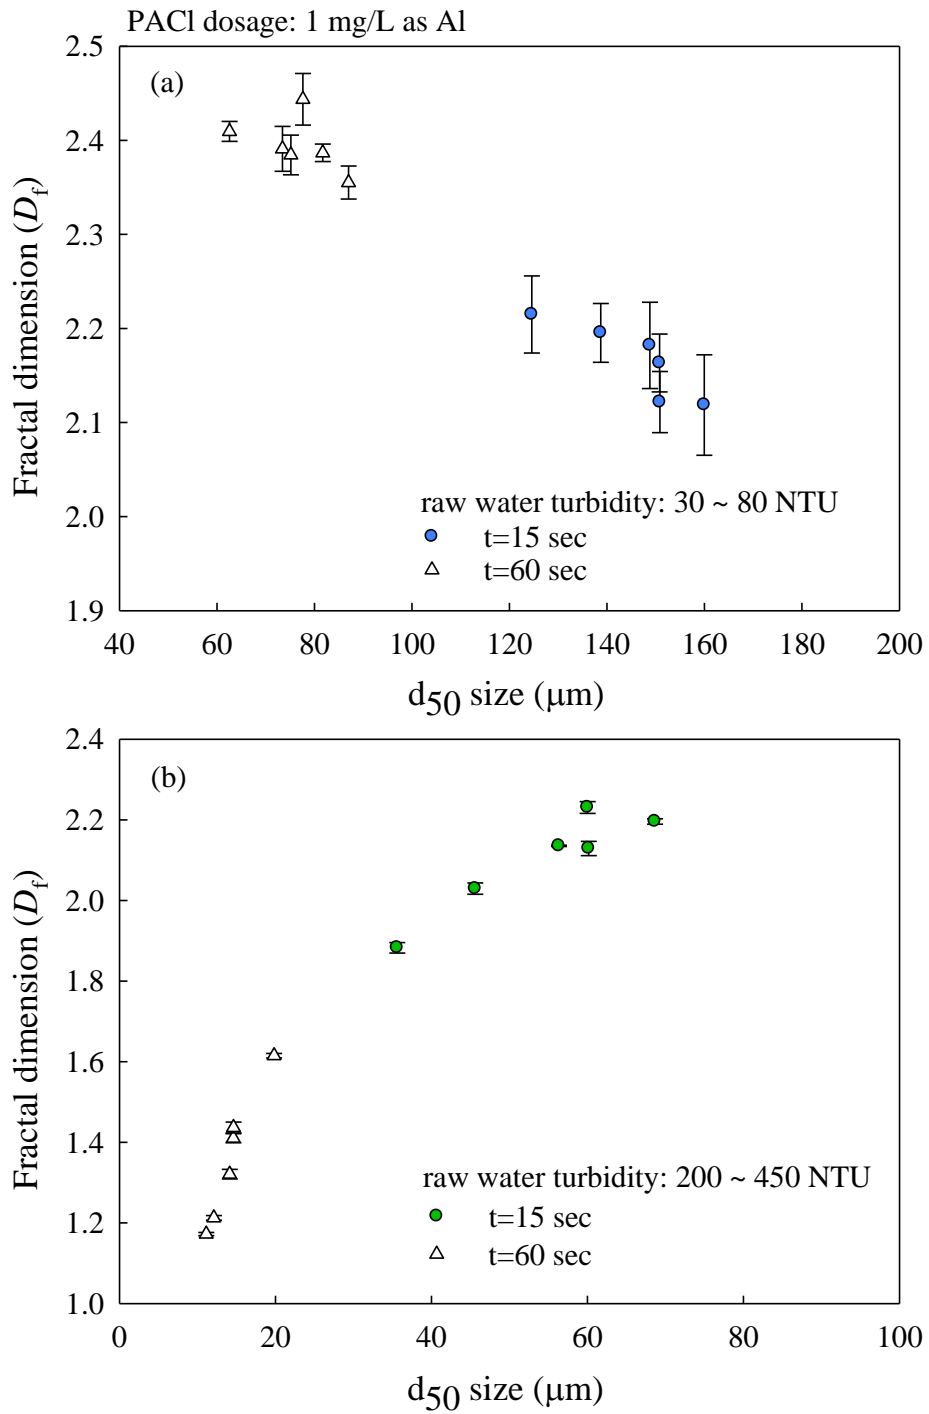 PACl dosage: 1 mg/L as Al
(a)
2.5
2.4
2.3
2.2
2.1
2.0
1.9
Fractal dimension (Df)
raw water turbidity: 30 ~ 80 NTU
t=15 sec
t=60 sec
40 60 80 100 120 140 160 180 200
d50 size (μm)
(b)
2.4
2.2
2.0
1.8
1.6
1.4
1.2
1.0
Fractal dimension (Df)
raw water turbidity: 200 ~ 450 NTU
t=15 sec
t=60 sec
0 20 40 60 80 100
d50 size (μm)